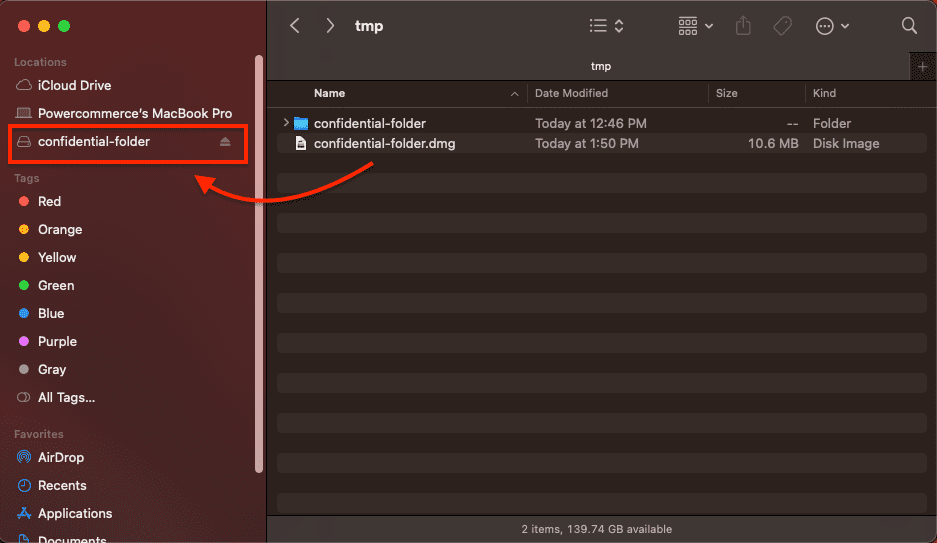 tmp
tmp
Locations
iCloud Drive
Powercommerce's MacBook Pro
confidential-folder
Tags
Red
Orange
Yellow
Green
Blue
Purple
Gray
All Tags...
Favorites
AirDrop
Recents
Applications
Documents
Name Date Modified Size Kind
confidential-folder Today at 12:46 PM -- Folder
confidential-folder.dmg Today at 1:50 PM 10.6 MB Disk Image
2 items, 139.74 GB available